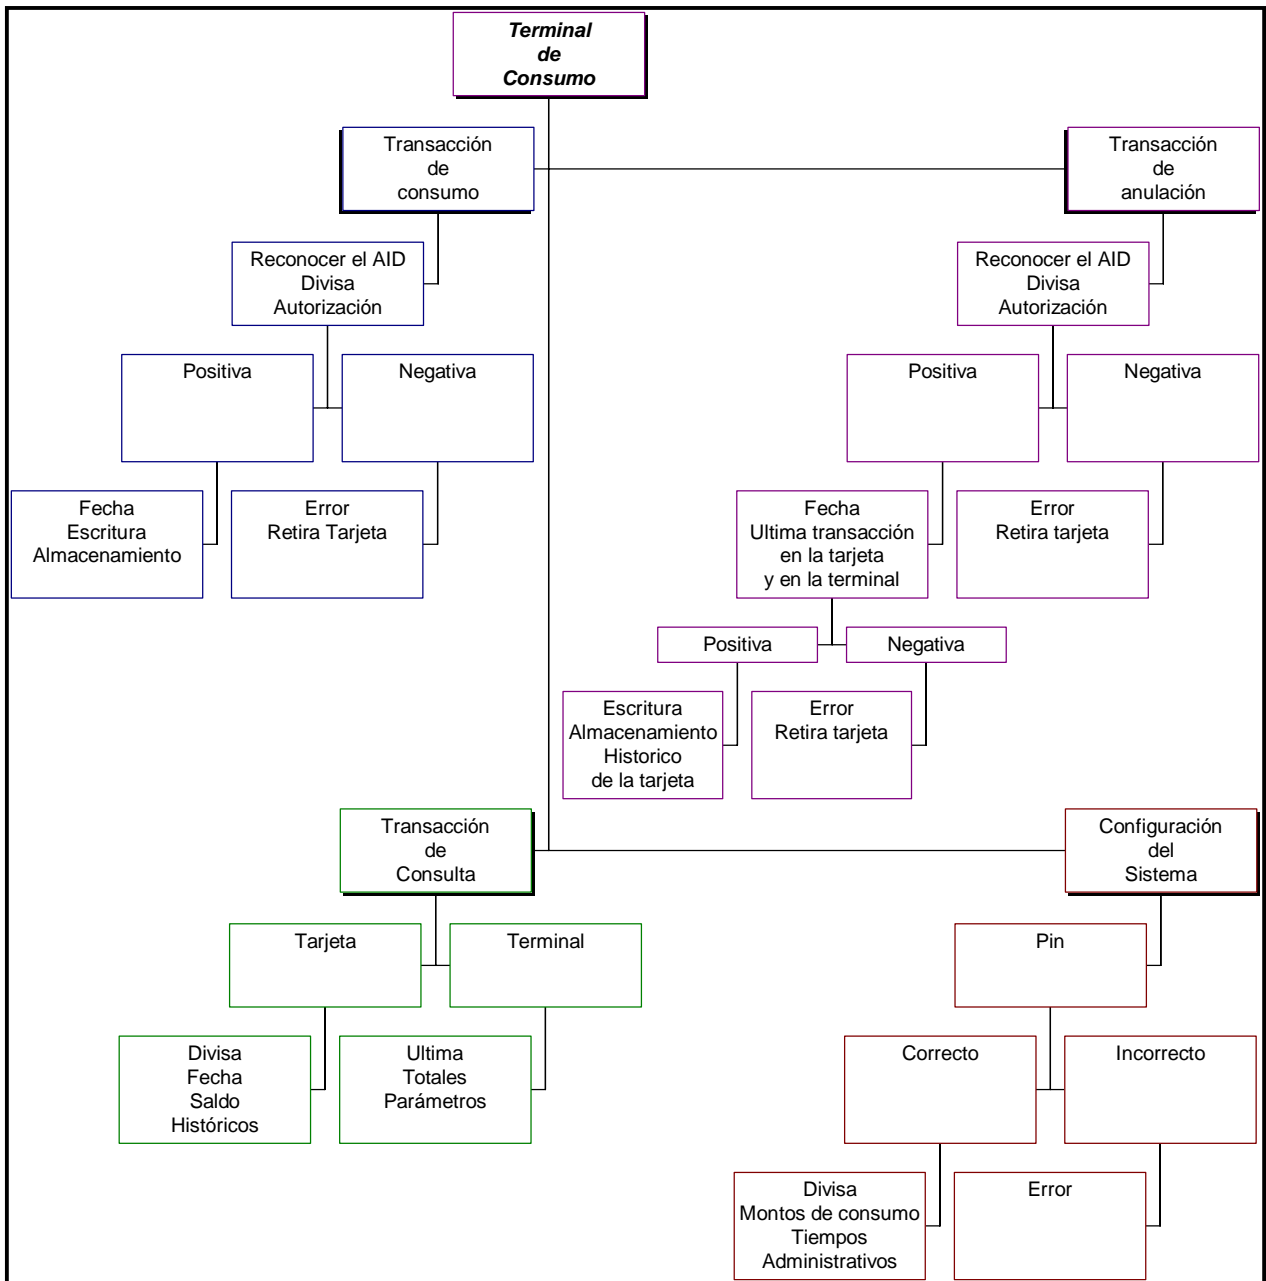 Terminal
de
Consumo
Transacción
de
consumo
Transacción
de
anulación
Reconocer el AID
Divisa
Autorización
Reconocer el AID
Divisa
Autorización
Positiva
Negativa
Positiva
Negativa
Fecha
Escritura
Almacenamiento
Error
Retira Tarjeta
Fecha
Ultima transacción
en la tarjeta
y en la terminal
Error
Retira tarjeta
Positiva
Negativa
Escritura
Almacenamiento
Historico
de la tarjeta
Error
Retira tarjeta
Transacción
de
Consulta
Configuración
del
Sistema
Tarjeta
Terminal
Pin
Divisa
Fecha
Saldo
Históricos
Ultima
Totales
Parámetros
Correcto
Incorrecto
Divisa
Montos de consumo
Tiempos
Administrativos
Error